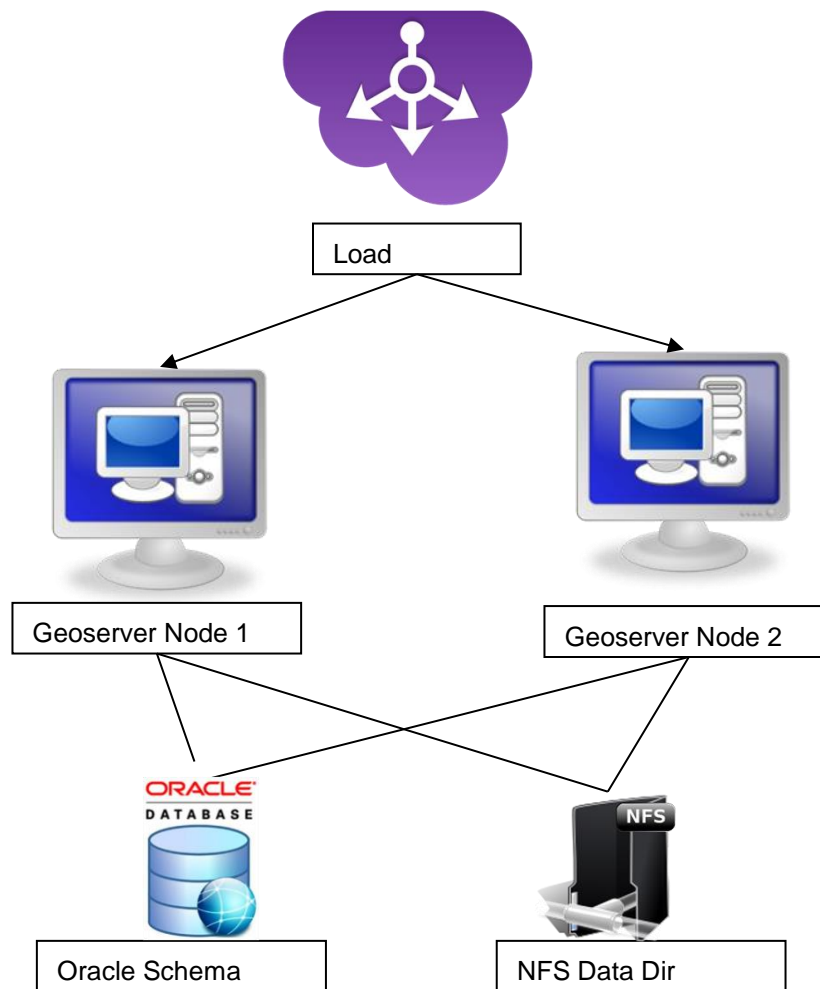 Load
Geoserver Node 1
Geoserver Node 2
ORACLE
DATABASE
NFS
Oracle Schema
NFS Data Dir